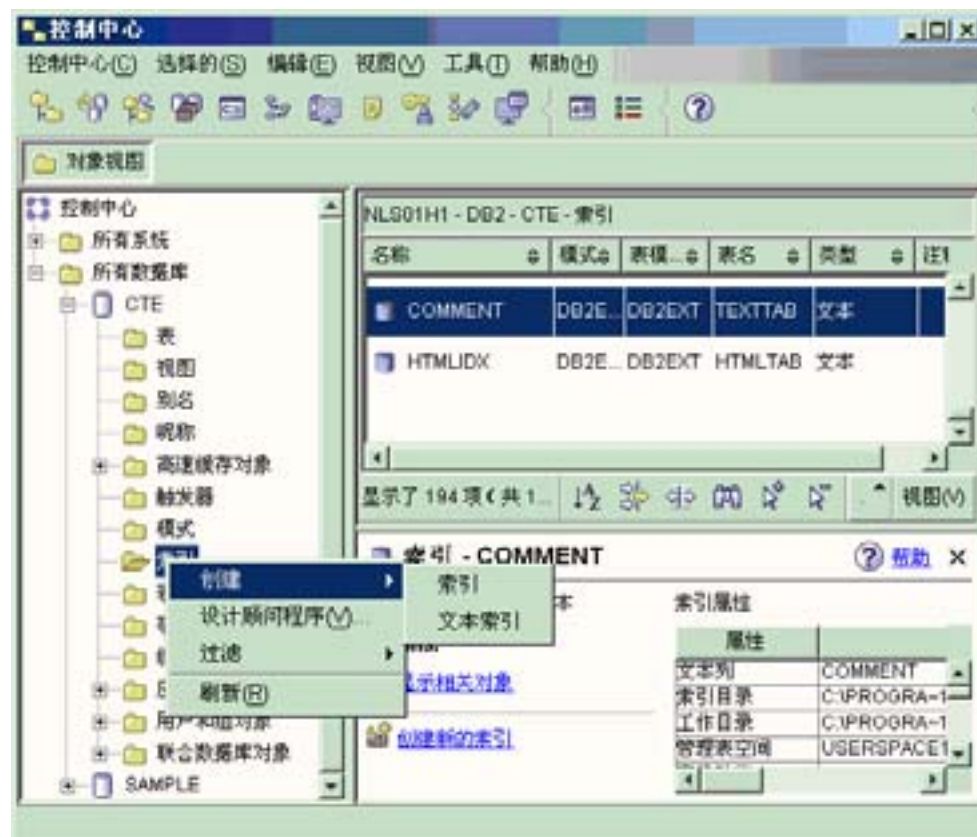 控制中心
控制中心(C) 选择的(S) 编辑(E) 视图(V) 工具(T) 帮助(H)
对象视图
控制中心
所有系统
所有数据库
CTE
表
视图
别名
昵称
高速缓存对象
触发器
模式
索引
用户和组对象
联合数据库对象
SAMPLE
创建
设计顾问程序(V)...
过滤
刷新(R)
索引
文本索引
NLS01H1 - DB2 - CTE - 索引
名称 模式 表模... 表名 类型
COMMENT DB2E... DB2EXT TEXTTAB 文本
HTMLIDX DB2E... DB2EXT HTMLTAB 文本
显示了 194 项(共 1... 视图(V)
索引 - COMMENT 帮助
显示相关对象
创建新的索引
索引属性
属性
文本列 COMMENT
索引目录 C:\PROGRA~1
工作目录 C:\PROGRA~1
管理表空间 USERSPACE1